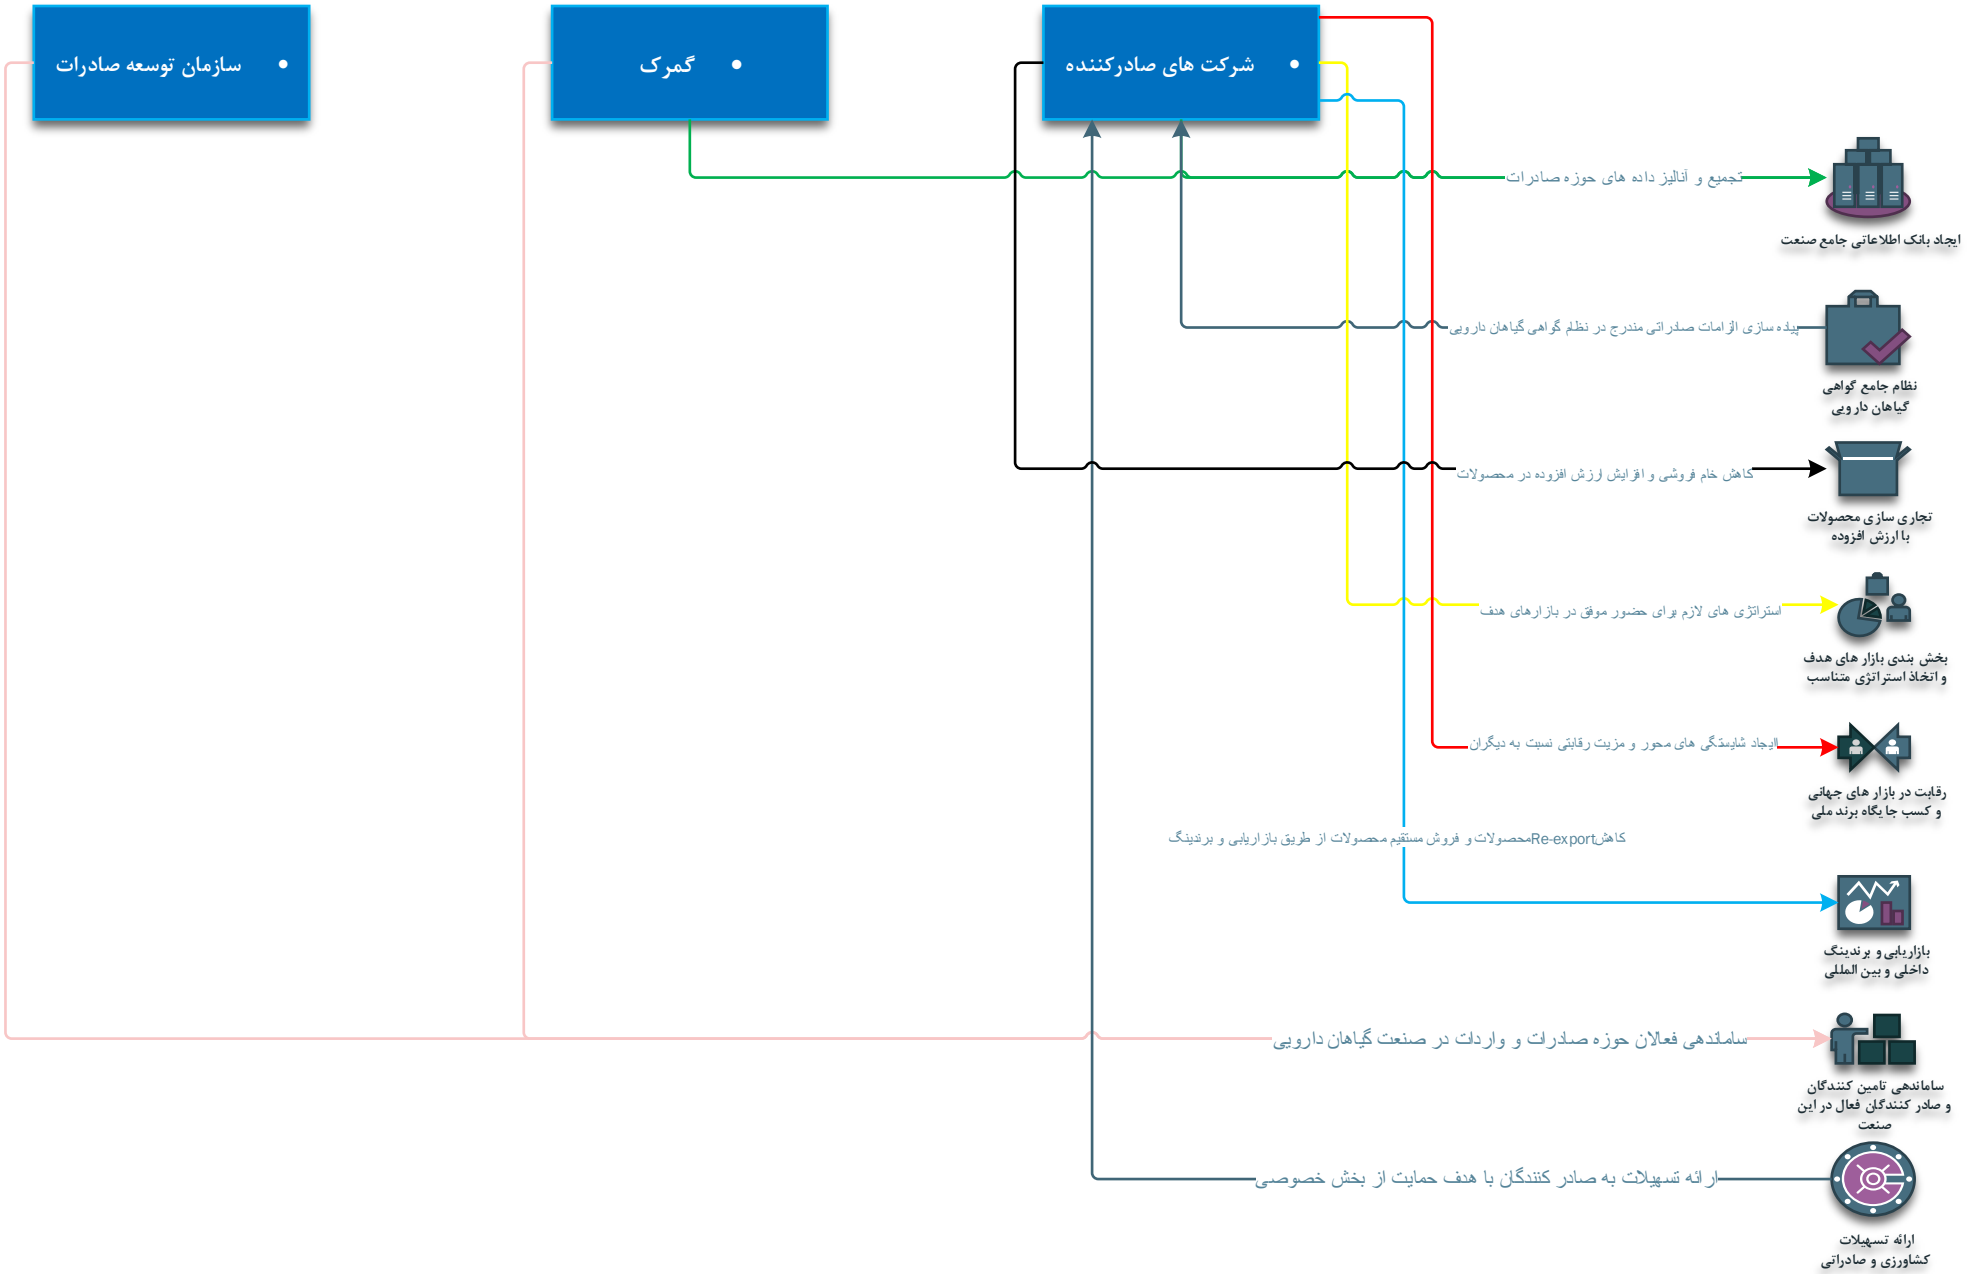 • شرکت های صادرکننده
• گمرک
• سازمان توسعه صادرات
تجمیع و آنالیز داده های حوزه صادرات
ایجاد بانک اطلاعاتی جامع صنعت
پیاده سازی الزامات صادراتی مندرج در نظام گواهی گیاهان دارویی
نظام جامع گواهی
گیاهان دارویی
کاهش خام فروشی و افزایش ارزش افزوده در محصولات
تجاری سازی محصولات
با ارزش افزوده
استراتژی های لازم برای حضور موفق در بازارهای هدف
بخش بندی بازار های هدف
و اتخاذ استراتژی متناسب
اایجاد شایستگی های محور و مزیت رقابتی نسبت به دیگران
رقابت در بازار های جهانی
و کسب جایگاه برند ملی
کاهش Re-export محصولات و فروش مستقیم محصولات از طریق بازاریابی و برندینگ
بازاریابی و برندینگ
داخلی و بین المللی
ساماندهی فعالان حوزه صادرات و واردات در صنعت گیاهان دارویی
ساماندهی تامین کنندگان
و صادر کنندگان فعال در این
صنعت
ارائه تسهیلات به صادر کنندگان با هدف حمایت از بخش خصوصی
ارائه تسهیلات
کشاورزی و صادراتی